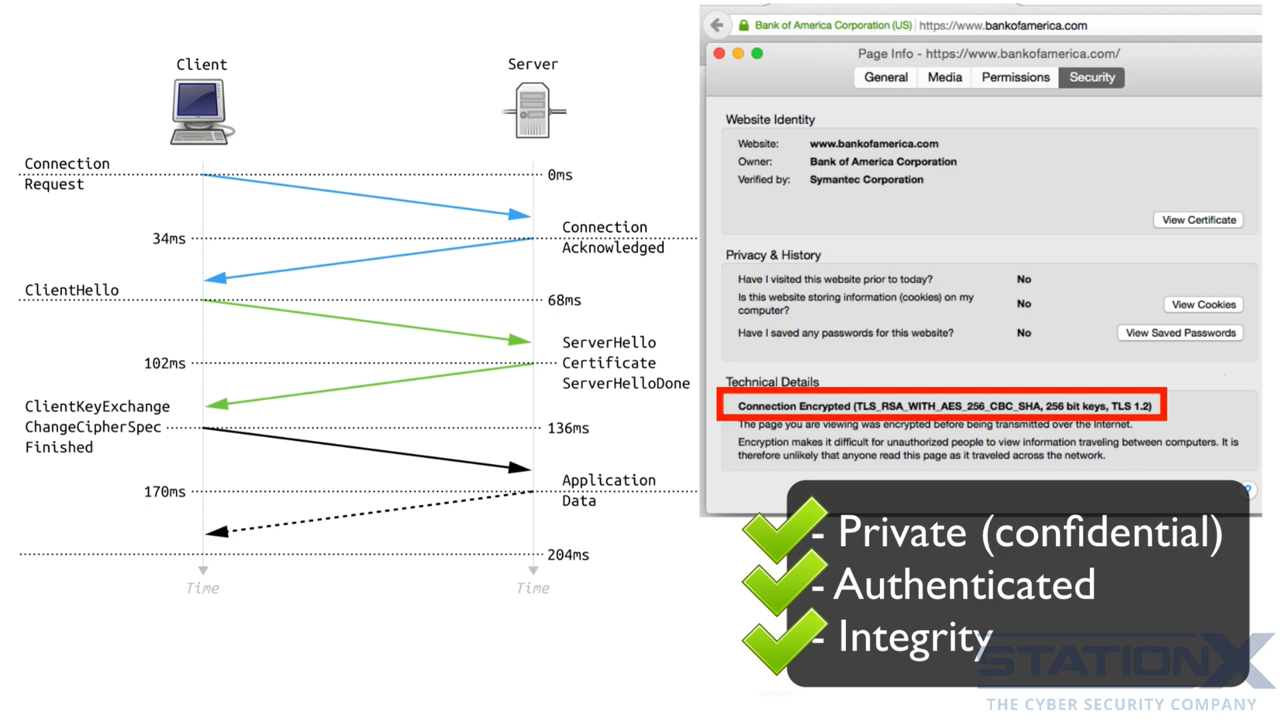 Client
Server
Connection
Request
0ms
Connection
Acknowledged
34ms
ClientHello
68ms
ServerHello
Certificate
ServerHelloDone
102ms
ClientKeyExchange
ChangeCipherSpec
Finished
136ms
Application
Data
170ms
204ms
Time
Time
Bank of America Corporation (US) https://www.bankofamerica.com
Page Info - https://www.bankofamerica.com/
General Media Permissions Security
Website Identity
Website: www.bankofamerica.com
Owner: Bank of America Corporation
Verified by: Symantec Corporation
View Certificate
Privacy & History
Have I visited this website prior to today? No
Is this website storing information (cookies) on my
computer? No
View Cookies
Have I saved any passwords for this website? No
View Saved Passwords
Technical Details
Connection Encrypted (TLS_RSA_WITH_AES_256_CBC_SHA, 256 bit keys, TLS 1.2)
The page you are viewing was encrypted before being transmitted over the Internet.
Encryption makes it difficult for unauthorized people to view information traveling between computers. It is
therefore unlikely that anyone read this page as it traveled across the network.
?
- Private (confidential)
- Authenticated
- Integrity
STATIONX
THE CYBER SECURITY COMPANY